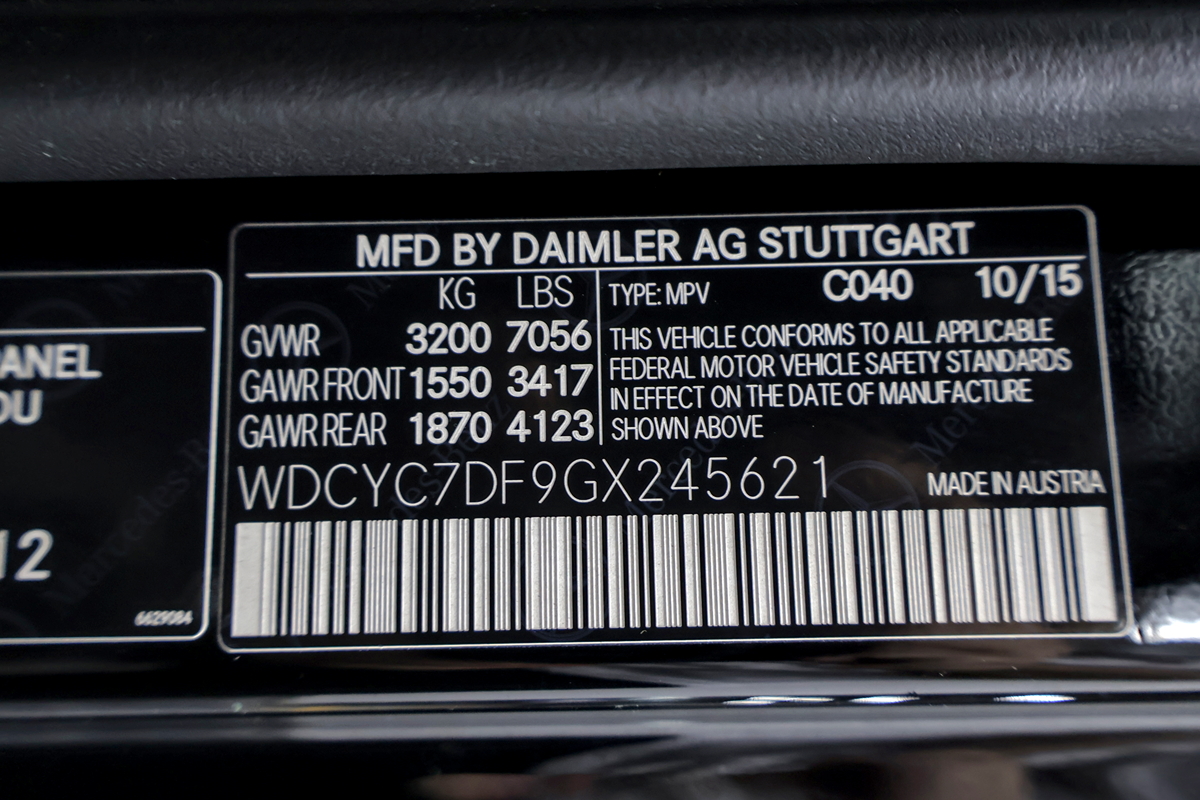 MFD BY DAIMLER AG STUTTGART
KG LBS
GVWR 3200 7056
GAWR FRONT 1550 3417
GAWR REAR 1870 4123
TYPE: MPV C040 10/15
THIS VEHICLE CONFORMS TO ALL APPLICABLE
FEDERAL MOTOR VEHICLE SAFETY STANDARDS
IN EFFECT ON THE DATE OF MANUFACTURE
SHOWN ABOVE
WDCYC7DF9GX245621 MADE IN AUSTRIA
ANEL
OU
12
6629084